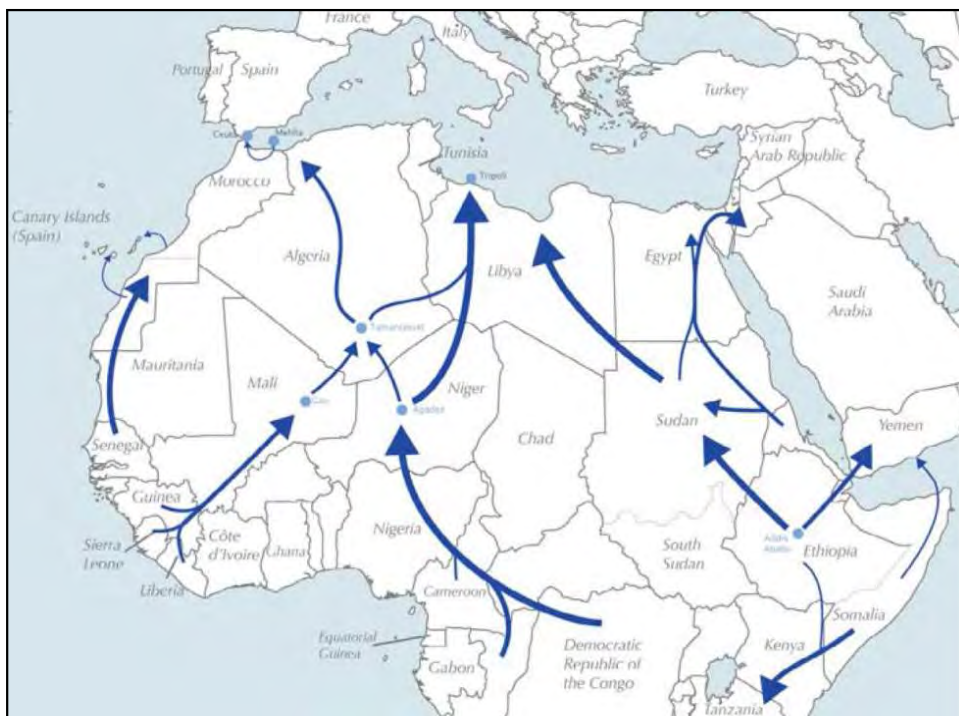 France
Italy
Portugal
Spain
Turkey
Ceuta
Melilla
Tunisia
Syrian
Arab Republic
Tripoli
Morocco
Canary Islands
(Spain)
Algeria
Libya
Egypt
Saudi
Arabia
Tamanrasset
Mauritania
Mali
Niger
Gao
Agadez
Chad
Sudan
Yemen
Senegal
Guinea
Nigeria
Côte
d'Ivoire
Ghana
Sierra
Leone
Liberia
Addis
Ababa
Ethiopia
South
Sudan
Cameroon
Somalia
Equatorial
Guinea
Gabon
Democratic
Republic of
the Congo
Kenya
Tanzania